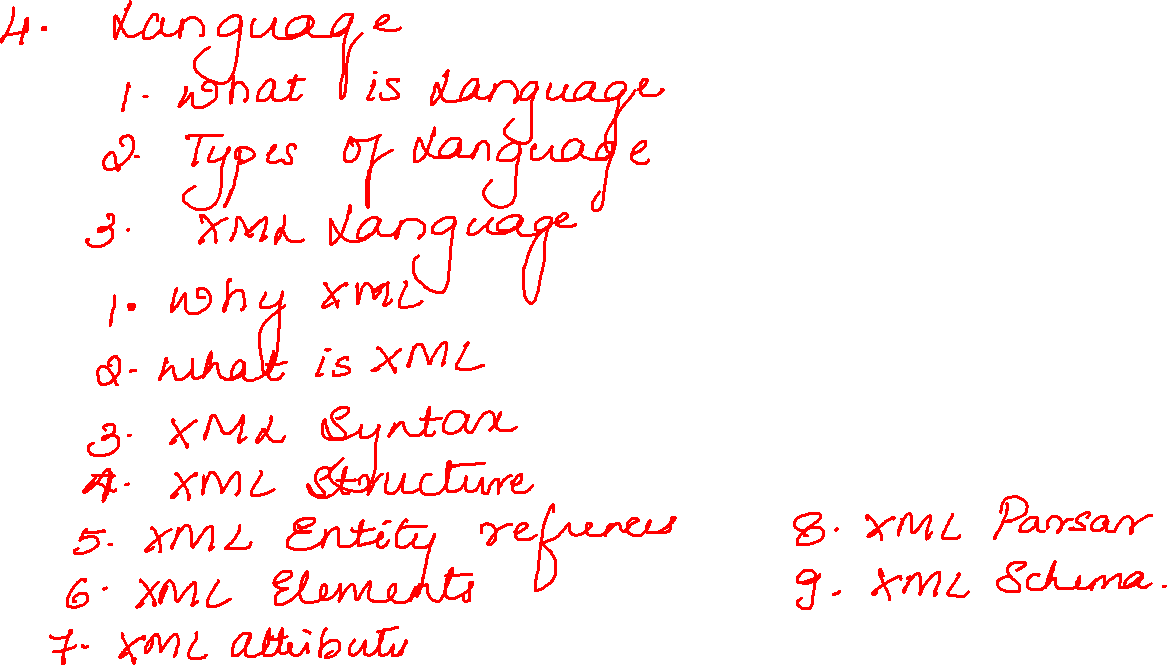 4. Language
1. What is Language
2. Types of Language
3. XML Language
1. Why XML
2. What is XML
3. XML Syntax
4. XML Structure
5. XML Entity refrences
6. XML Elements
7. XML attribute
8. XML Parsar
9. XML Schema.